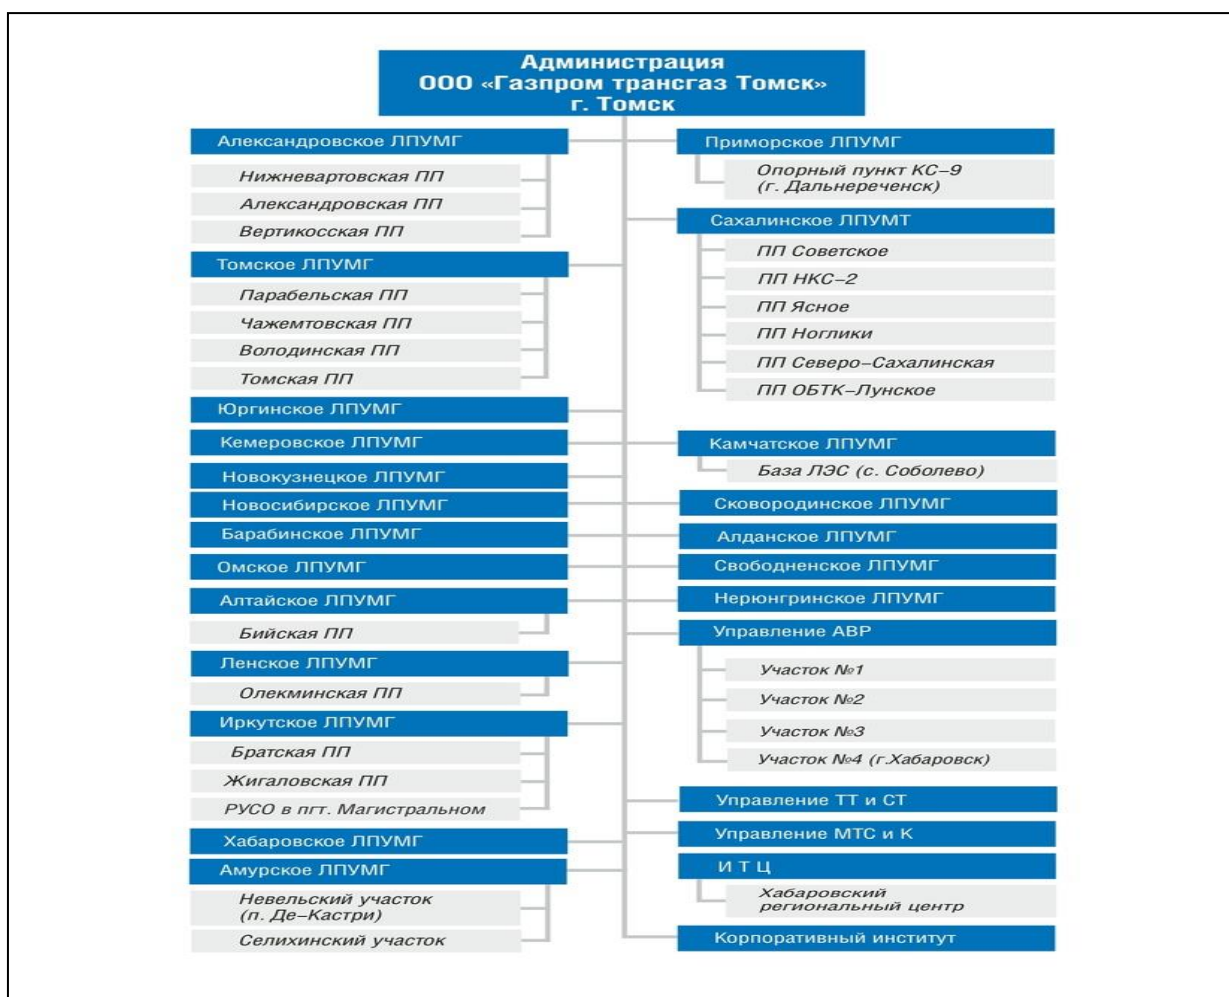 Администрация
ООО «Газпром трансгаз Томск»
г. Томск
Александровское ЛПУМГ
Нижневартовская ПП
Александровская ПП
Вертикосская ПП
Томское ЛПУМГ
Парабельская ПП
Чажемтовская ПП
Володинская ПП
Томская ПП
Юргинское ЛПУМГ
Кемеровское ЛПУМГ
Новокузнецкое ЛПУМГ
Новосибирское ЛПУМГ
Барабинское ЛПУМГ
Омское ЛПУМГ
Алтайское ЛПУМГ
Бийская ПП
Ленское ЛПУМГ
Олекминская ПП
Иркутское ЛПУМГ
Братская ПП
Жигаловская ПП
РУСО в пгт. Магистральном
Хабаровское ЛПУМГ
Амурское ЛПУМГ
Невельский участок
(п. Де-Кастри)
Селихинский участок
Приморское ЛПУМГ
Опорный пункт КС-9
(г. Дальнереченск)
Сахалинское ЛПУМТ
ПП Советское
ПП НКС-2
ПП Ясное
ПП Ноглики
ПП Северо-Сахалинская
ПП ОБТК-Лунское
Камчатское ЛПУМГ
База ЛЭС (с. Соболево)
Сковородинское ЛПУМГ
Алданское ЛПУМГ
Свободненское ЛПУМГ
Нерюнгринское ЛПУМГ
Управление АВР
Участок №1
Участок №2
Участок №3
Участок №4 (г.Хабаровск)
Управление ТТ и СТ
Управление МТС и К
И Т Ц
Хабаровский
региональный центр
Корпоративный институт